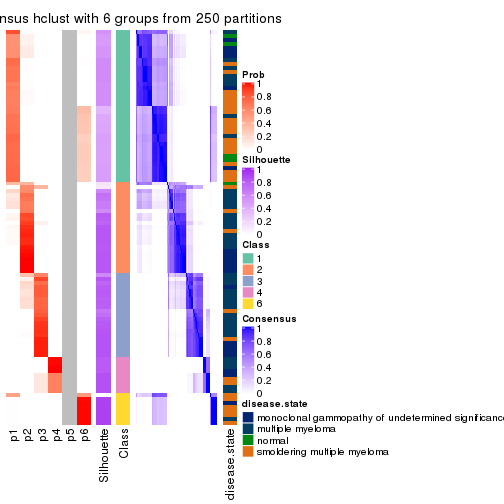 nsus hclust with 6 groups from 250 partitions
Prob
1
0.8
0.6
0.4
0.2
0
Silhouette
1
0.8
0.6
0.4
0.2
0
Class
1
2
3
4
6
Consensus
1
0.8
0.6
0.4
0.2
0
disease.state
monoclonal gammopathy of undetermined significance
multiple myeloma
normal
smoldering multiple myeloma
p1
p2
p3
p4
p5
p6
Silhouette
Class
disease.state